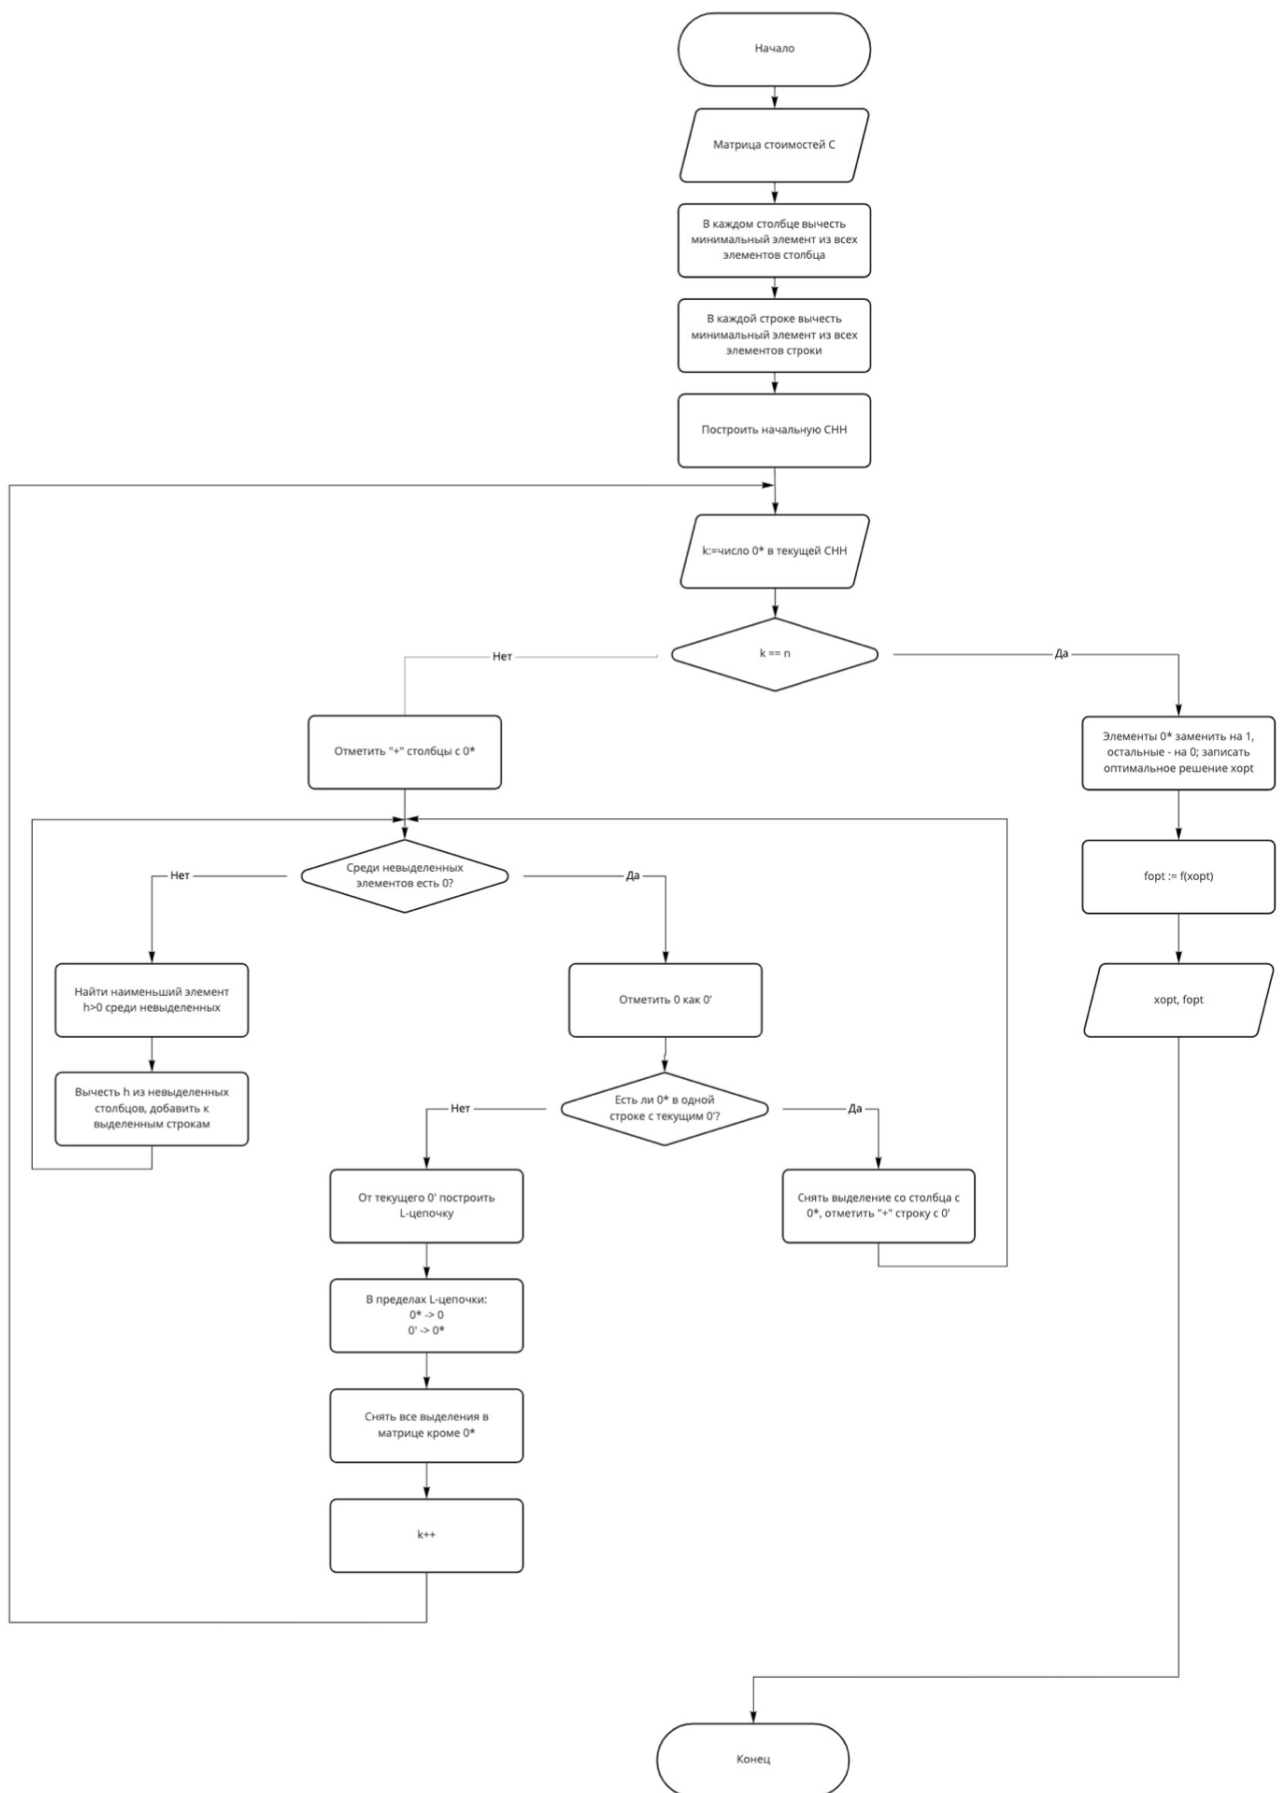 Начало
Матрица стоимостей С
В каждом столбце вычесть
минимальный элемент из всех
элементов столбца
В каждой строке вычесть
минимальный элемент из всех
элементов строки
Построить начальную СНН
k:=число 0* в текущей СНН
k == n
Нет
Да
Отметить "+" столбцы с 0*
Элементы 0* заменить на 1,
остальные - на 0; записать
оптимальное решение xopt
Среди невыделенных
элементов есть 0?
Нет
Да
fopt := f(xopt)
Найти наименьший элемент
h>0 среди невыделенных
Отметить 0 как 0'
xopt, fopt
Вычесть h из невыделенных
столбцов, добавить к
выделенным строкам
Есть ли 0* в одной
строке с текущим 0'?
Нет
Да
От текущего 0' построить
L-цепочку
Снять выделение со столбца с
0*, отметить "+" строку с 0'
В пределах L-цепочки:
0* -> 0
0' -> 0*
Снять все выделения в
матрице кроме 0*
k++
Конец